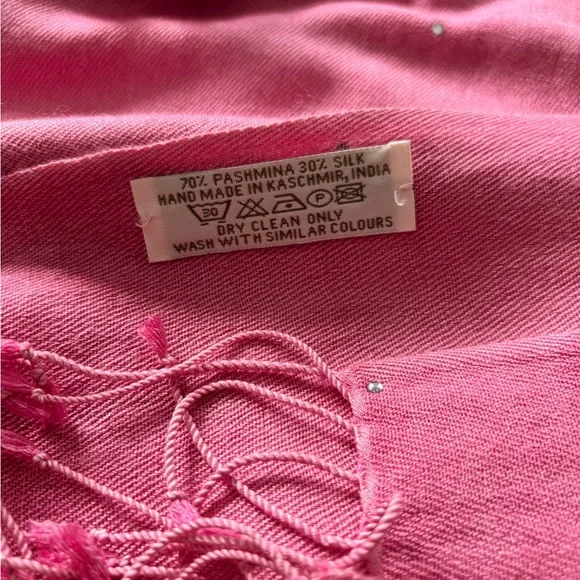 70% PASHMINA 30% SILK
HAND MADE IN KASCHMIR, INDIA
30 P
DRY CLEAN ONLY
WASH WITH SIMILAR COLOURS